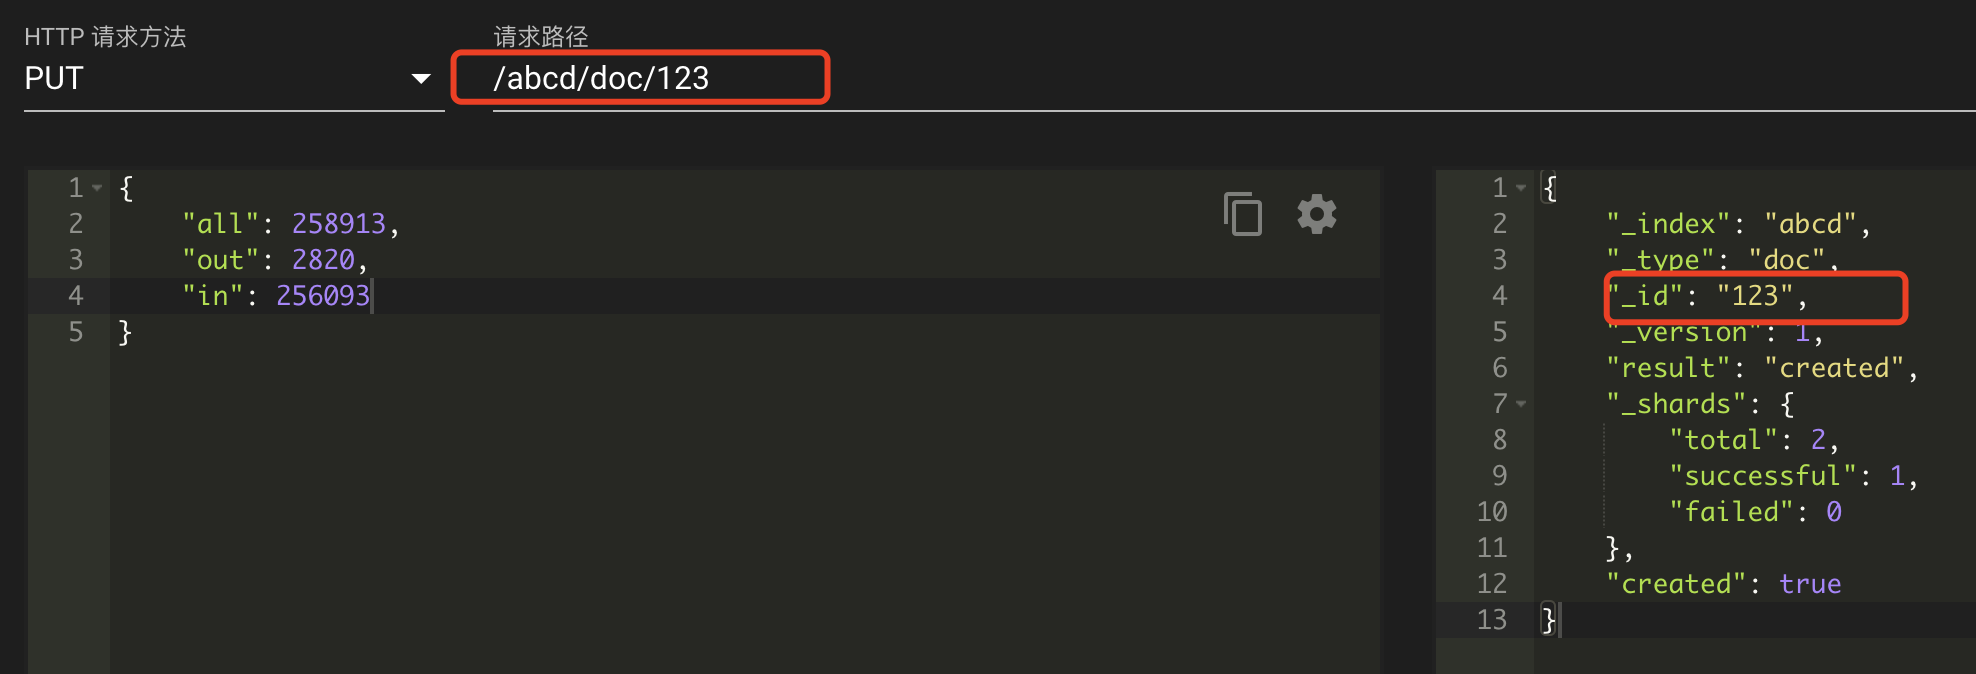 HTTP 请求方法
请求路径
PUT
/abcd/doc/123
1 {
2 "all": 258913,
3 "out": 2820,
4 "in": 256093
5 }
1 {
2 "_index": "abcd",
3 "_type": "doc",
4 "_id": "123",
5 "_version": 1,
6 "result": "created",
7 "_shards": {
8 "total": 2,
9 "successful": 1,
10 "failed": 0
11 },
12 "created": true
13 }